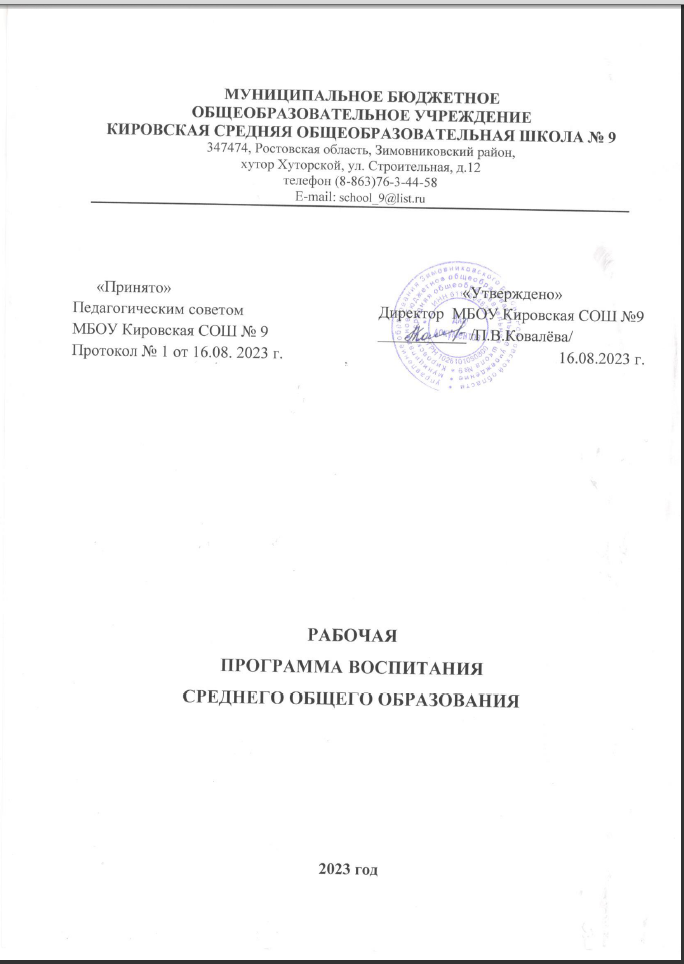 МУНИЦИПАЛЬНОЕ БЮДЖЕТНОЕ
ОБЩЕОБРАЗОВАТЕЛЬНОЕ УЧРЕЖДЕНИЕ
КИРОВСКАЯ СРЕДНЯЯ ОБЩЕОБРАЗОВАТЕЛЬНАЯ ШКОЛА № 9
347474, Ростовская область, Зимовниковский район,
хутор Хуторской, ул. Строительная, д.12
телефон (8-863)76-3-44-58
E-mail: school_9@list.ru
«Принято»
Педагогическим советом
МБОУ Кировская СОШ № 9
Протокол № 1 от 16.08. 2023 г.
«Утверждено»
Директор МБОУ Кировская СОШ №9
/П.В.Ковалёва/
16.08.2023 г.
РАБОЧАЯ
ПРОГРАММА ВОСПИТАНИЯ
СРЕДНЕГО ОБЩЕГО ОБРАЗОВАНИЯ
2023 год